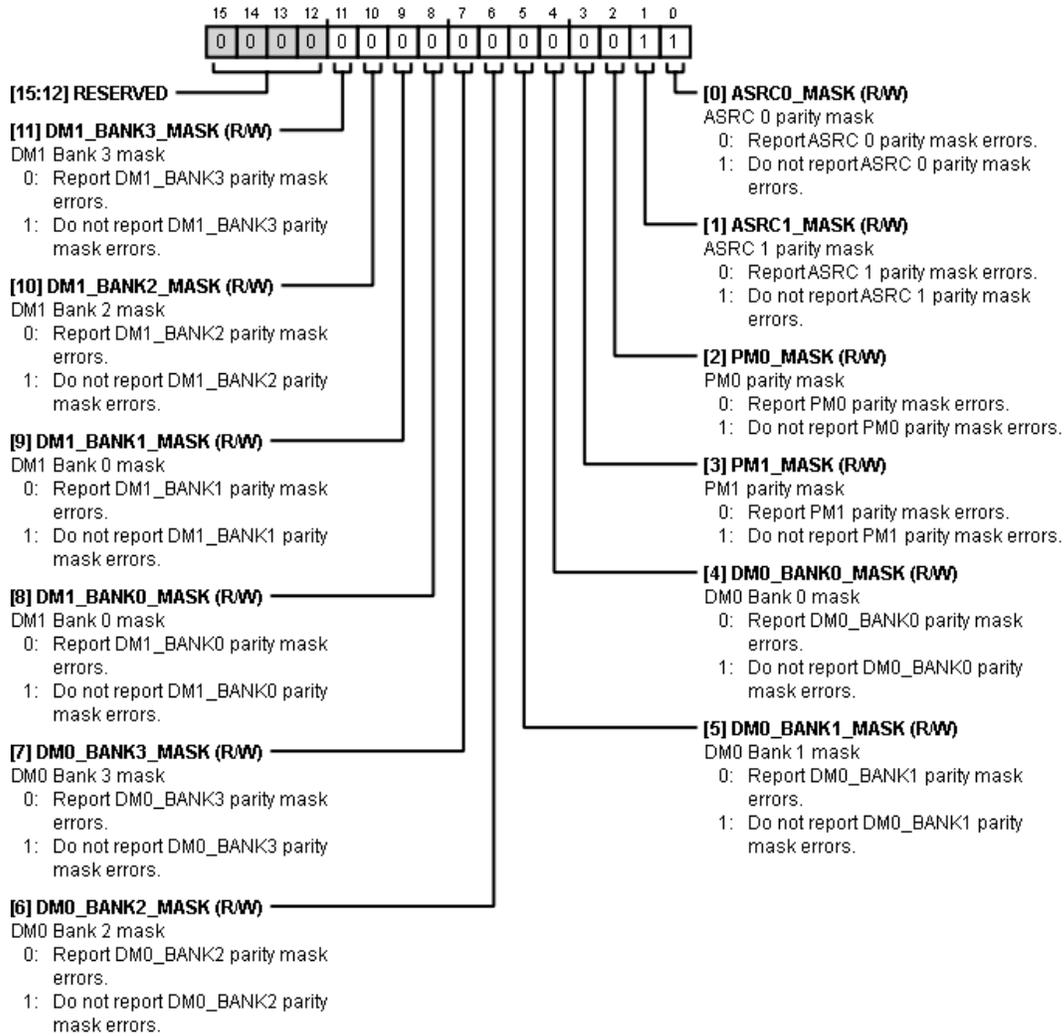 15 14 13 12 11 10 9 8 7 6 5 4 3 2 1 0
0 0 0 0 0 0 0 0 0 0 0 0 0 0 1 1
[15:12] RESERVED
[11] DM1_BANK3_MASK (R/W)
DM1 Bank 3 mask
0: Report DM1_BANK3 parity mask
errors.
1: Do not report DM1_BANK3 parity
mask errors.
[10] DM1_BANK2_MASK (R/W)
DM1 Bank 2 mask
0: Report DM1_BANK2 parity mask
errors.
1: Do not report DM1_BANK2 parity
mask errors.
[9] DM1_BANK1_MASK (R/W)
DM1 Bank 0 mask
0: Report DM1_BANK1 parity mask
errors.
1: Do not report DM1_BANK1 parity
mask errors.
[8] DM1_BANK0_MASK (R/W)
DM1 Bank 0 mask
0: Report DM1_BANK0 parity mask
errors.
1: Do not report DM1_BANK0 parity
mask errors.
[7] DM0_BANK3_MASK (R/W)
DM0 Bank 3 mask
0: Report DM0_BANK3 parity mask
errors.
1: Do not report DM0_BANK3 parity
mask errors.
[6] DM0_BANK2_MASK (R/W)
DM0 Bank 2 mask
0: Report DM0_BANK2 parity mask
errors.
1: Do not report DM0_BANK2 parity
mask errors.
[0] ASRC0_MASK (R/W)
ASRC 0 parity mask
0: Report ASRC 0 parity mask errors.
1: Do not report ASRC 0 parity mask
errors.
[1] ASRC1_MASK (R/W)
ASRC 1 parity mask
0: Report ASRC 1 parity mask errors.
1: Do not report ASRC 1 parity mask
errors.
[2] PM0_MASK (R/W)
PM0 parity mask
0: Report PM0 parity mask errors.
1: Do not report PM0 parity mask errors.
[3] PM1_MASK (R/W)
PM1 parity mask
0: Report PM1 parity mask errors.
1: Do not report PM1 parity mask errors.
[4] DM0_BANK0_MASK (R/W)
DM0 Bank 0 mask
0: Report DM0_BANK0 parity mask
errors.
1: Do not report DM0_BANK0 parity
mask errors.
[5] DM0_BANK1_MASK (R/W)
DM0 Bank 1 mask
0: Report DM0_BANK1 parity mask
errors.
1: Do not report DM0_BANK1 parity
mask errors.